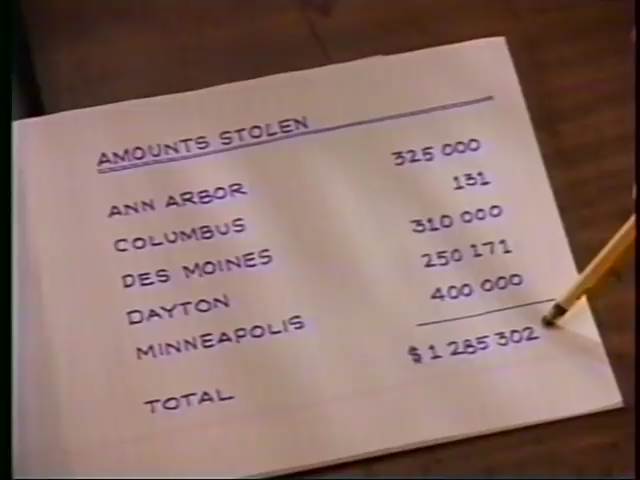 AMOUNTS STOLEN
ANN ARBOR 325 000
COLUMBUS 131
DES MOINES 310 000
DAYTON 250 171
MINNEAPOLIS 400 000
TOTAL $ 1 285 302